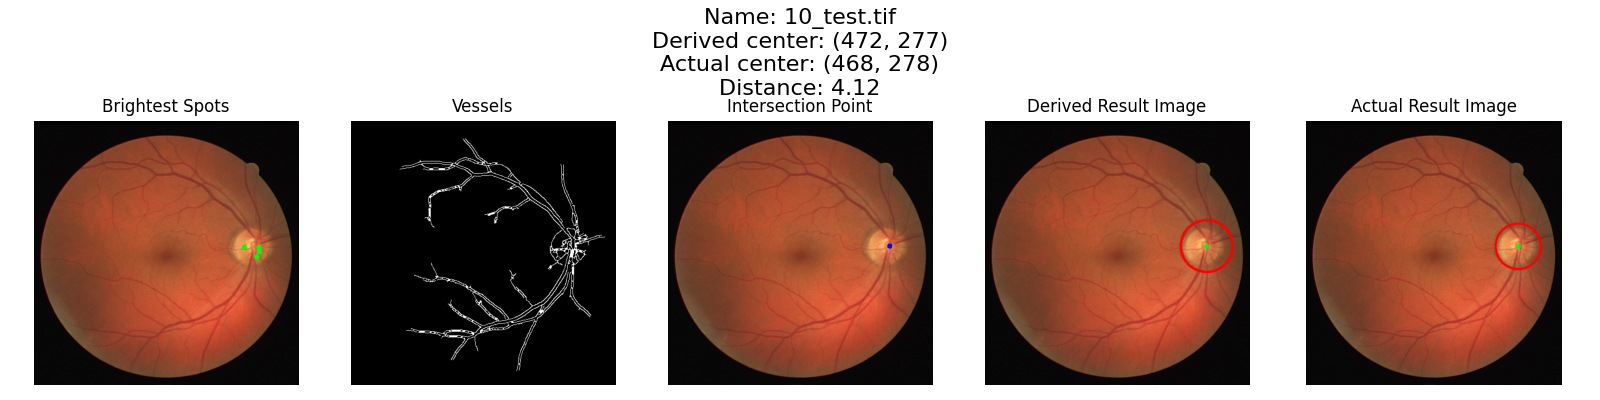 Name: 10_test.tif
Derived center: (472, 277)
Actual center: (468, 278)
Distance: 4.12
Brightest Spots
Vessels
Intersection Point
Derived Result Image
Actual Result Image